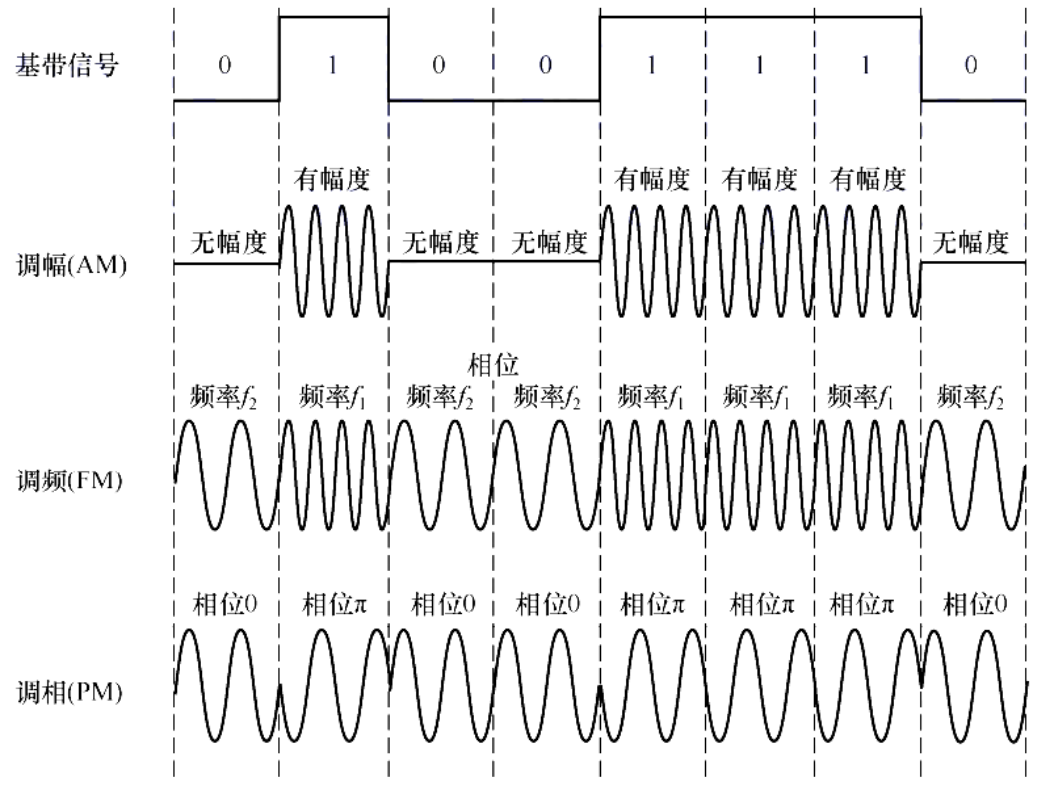 基带信号 0 1 0 0 1 1 1 0
有幅度 有幅度 有幅度 有幅度
无幅度 无幅度 无幅度 无幅度
调幅(AM)
相位
频率f2 频率f1 频率f2 频率f2 频率f1 频率f1 频率f1 频率f2
调频(FM)
相位0 相位π 相位0 相位0 相位π 相位π 相位π 相位0
调相(PM)